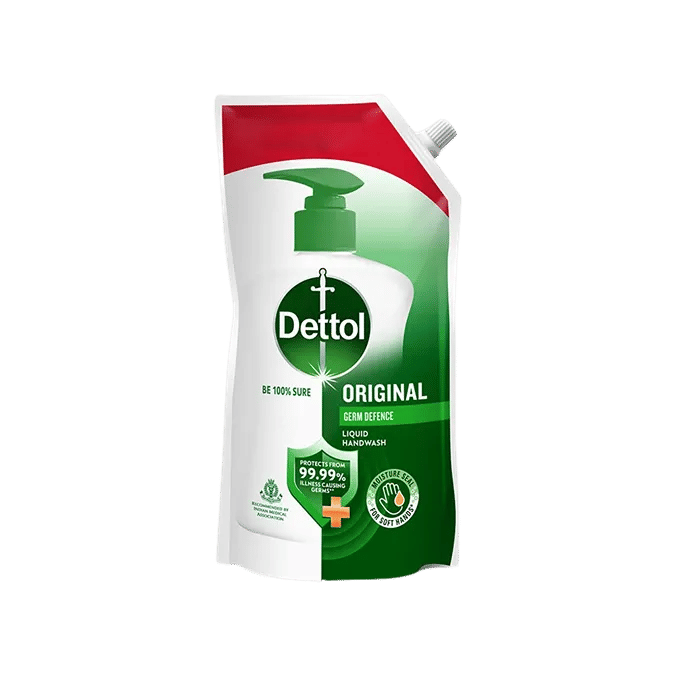 Dettol
BE 100% SURE
ORIGINAL
GERM DEFENCE
LIQUID
HANDWASH
PROTECTS FROM
99.99%
ILLNESS CAUSING
GERMS**
RECOMMENDED BY
INDIAN MEDICAL
ASSOCIATION
MOISTURE SEAL
FOR SOFT HANDS*